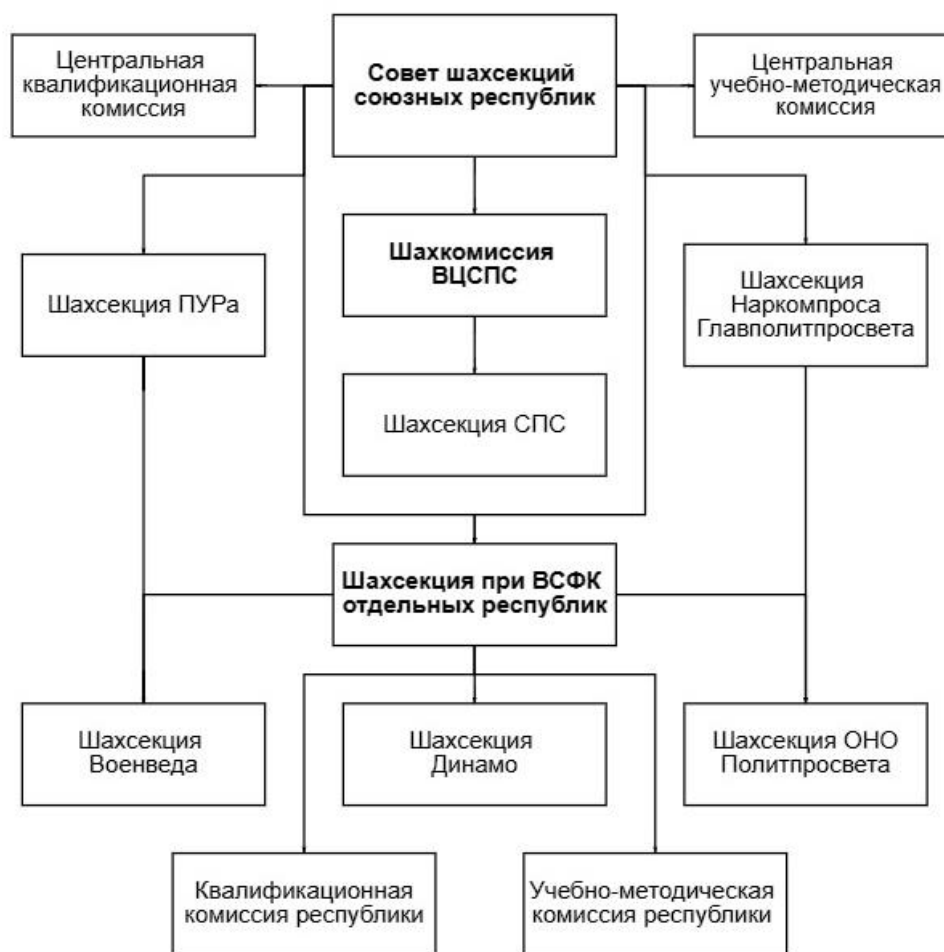 Центральная
квалификационная
комиссия
Совет шахсекций
союзных республик
Центральная
учебно-методическая
комиссия
Шахсекция ПУРа
Шахкомиссия
ВЦСПС
Шахсекция
Наркомпроса
Главполитпросвета
Шахсекция СПС
Шахсекция при ВСФК
отдельных республик
Шахсекция
Военведа
Шахсекция
Динамо
Шахсекция ОНО
Политпросвета
Квалификационная
комиссия республики
Учебно-методическая
комиссия республики